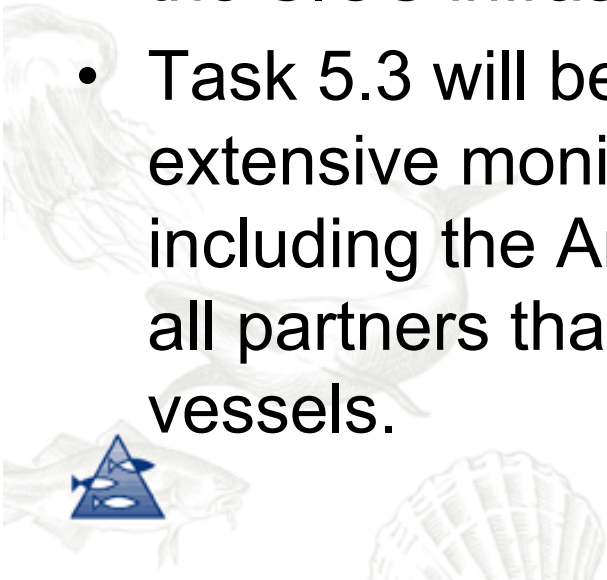 • Task 5.3 will be
extensive moni
including the A
all partners tha
vessels.